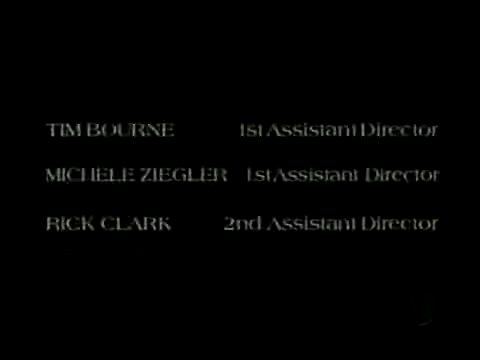 TIM BOURNE 1st Assistant Director
MICHELE ZIEGLER 1st Assistant Director
RICK CLARK 2nd Assistant Director